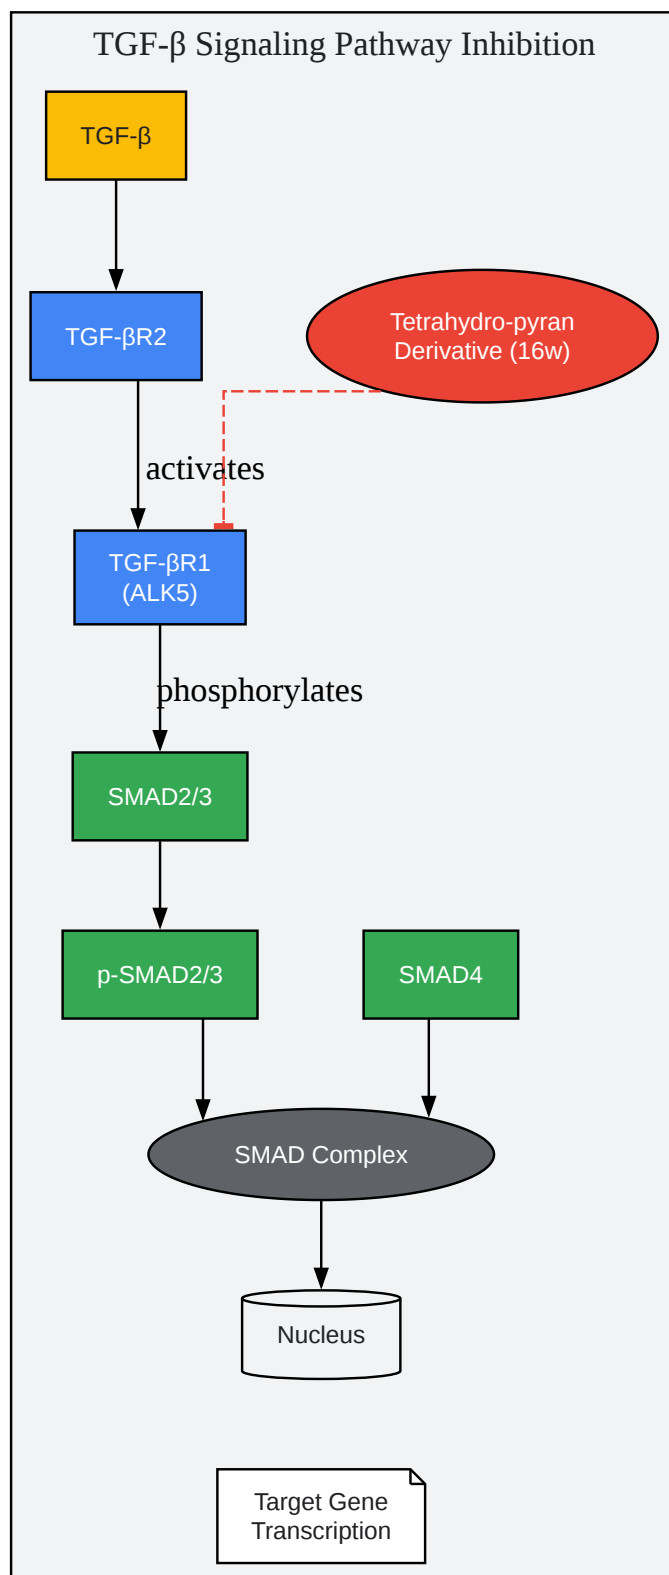 TGF-β Signaling Pathway Inhibition
TGF-β
TGF-βR2
Tetrahydro-pyran
Derivative (16w)
activates
TGF-βR1
(ALK5)
phosphorylates
SMAD2/3
p-SMAD2/3
SMAD4
SMAD Complex
Nucleus
Target Gene
Transcription